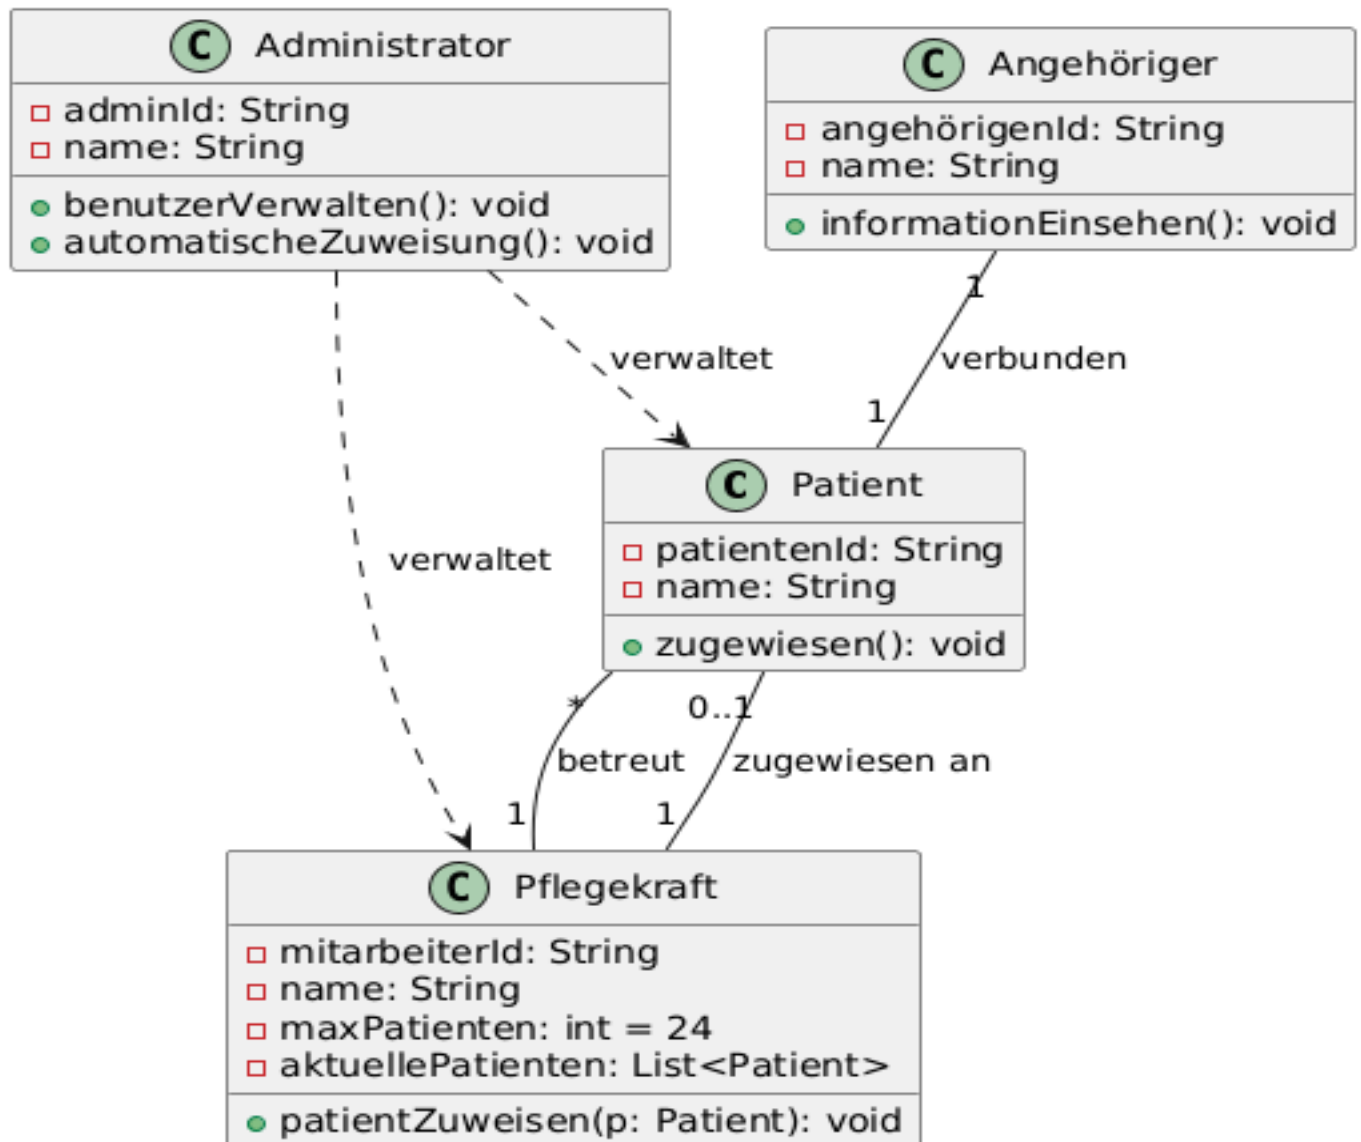 C Administrator
adminId: String
name: String
benutzerVerwalten(): void
automatischeZuweisung(): void
C Angehöriger
angehörigenId: String
name: String
informationEinsehen(): void
1
verwaltet
verbunden
1
C Patient
patientenId: String
name: String
zugewiesen(): void
verwaltet
*
0..1
betreut
zugewiesen an
1
1
C Pflegekraft
mitarbeiterId: String
name: String
maxPatienten: int = 24
aktuellePatienten: List<Patient>
patientZuweisen(p: Patient): void